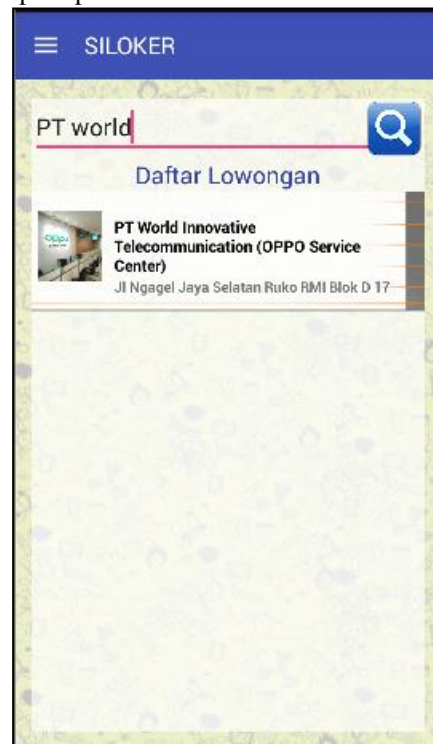 SILOKER
PT world
Daftar Lowongan
oppo
PT World Innovative
Telecommunication (OPPO Service
Center)
Jl Ngagel Jaya Selatan Ruko RMI Blok D 17